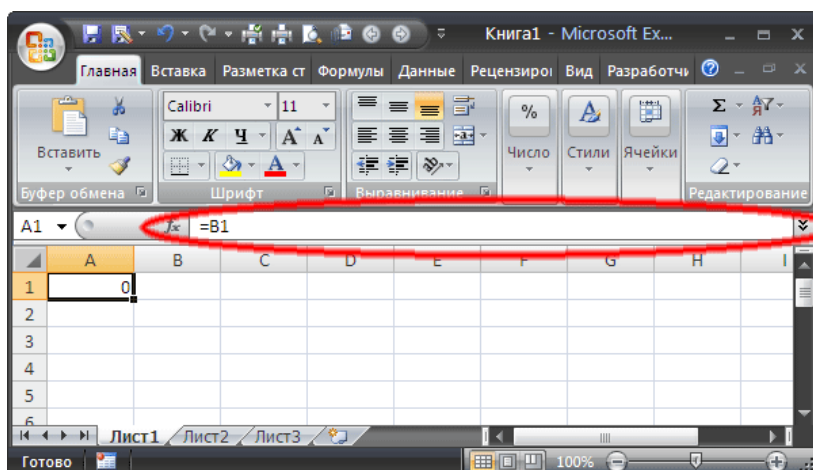 Книга1 - Microsoft Ex...
Главная Вставка Разметка ст Формулы Данные Рецензиро Вид Разработчи
Calibri 11 % Σ
Ж К Ч А А
Вставить Число Стили Ячейки
Буфер обмена Шрифт Выравнивание Редактирование
A1 fx =B1
A B C D E F G H I
1 0
2
3
4
5
6
Лист1 Лист2 Лист3
Готово 100%